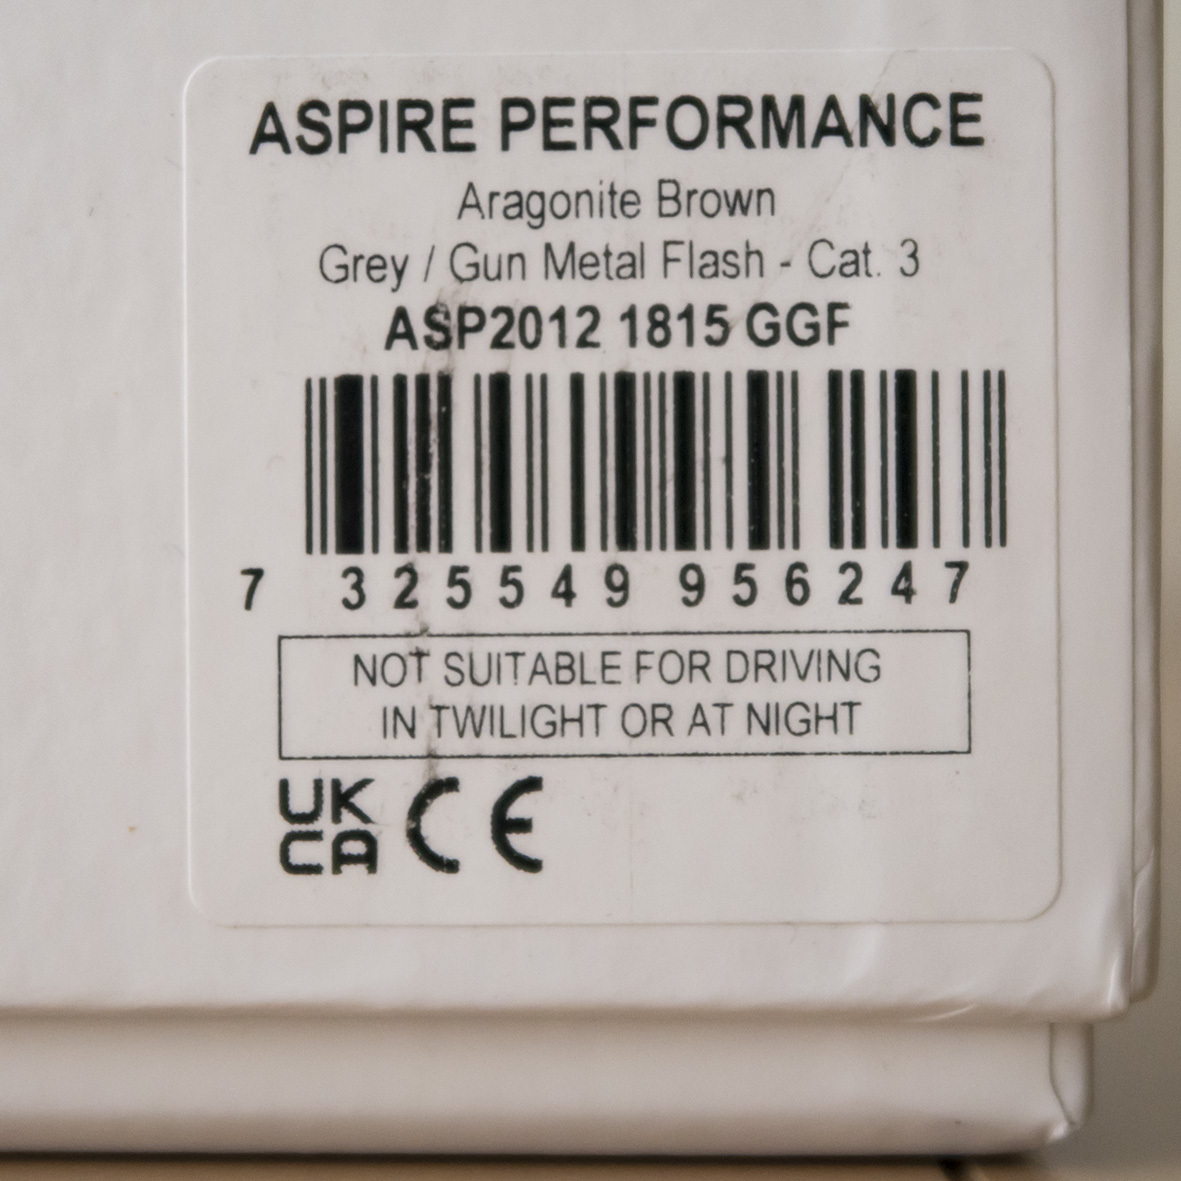 ASPIRE PERFORMANCE
Aragonite Brown
Grey / Gun Metal Flash - Cat. 3
ASP2012 1815 GGF
7 325549 956247
NOT SUITABLE FOR DRIVING
IN TWILIGHT OR AT NIGHT
UK
CA CE